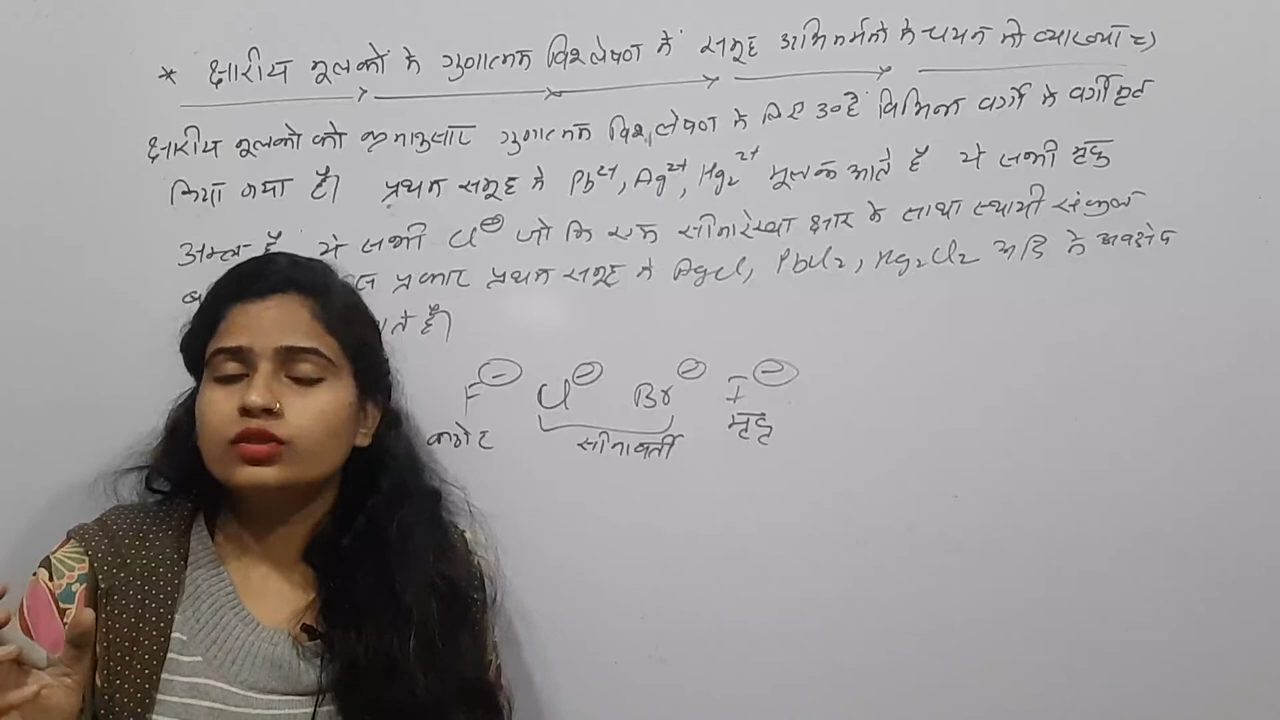 * क्षारीय मूलकों के गुणात्मक विश्लेषण में समूह अभिकर्मकों के चयन की व्याख्या =)
क्षारीय मूलकों को क्रमानुसार गुणात्मक विश्लेषण के लिए उन्हें विभिन्न वर्गों में वर्गीकृत
किया गया है। प्रथम समूह में Pb²⁺, Ag²⁺, Hg₂²⁺ मूलक आते हैं ये सभी मृदु
अम्ल हैं ये सभी Cl⊖ जो कि एक सीमारेखा क्षार के साथ स्थायी संकुल
प्रकार प्रथम समूह में AgCl, PbCl₂, Hg₂Cl₂ आदि के अवक्षेप
हैं।
F⊖ Cl⊖ Br⊖ I⊖
कठोर सीमावर्ती मृदु